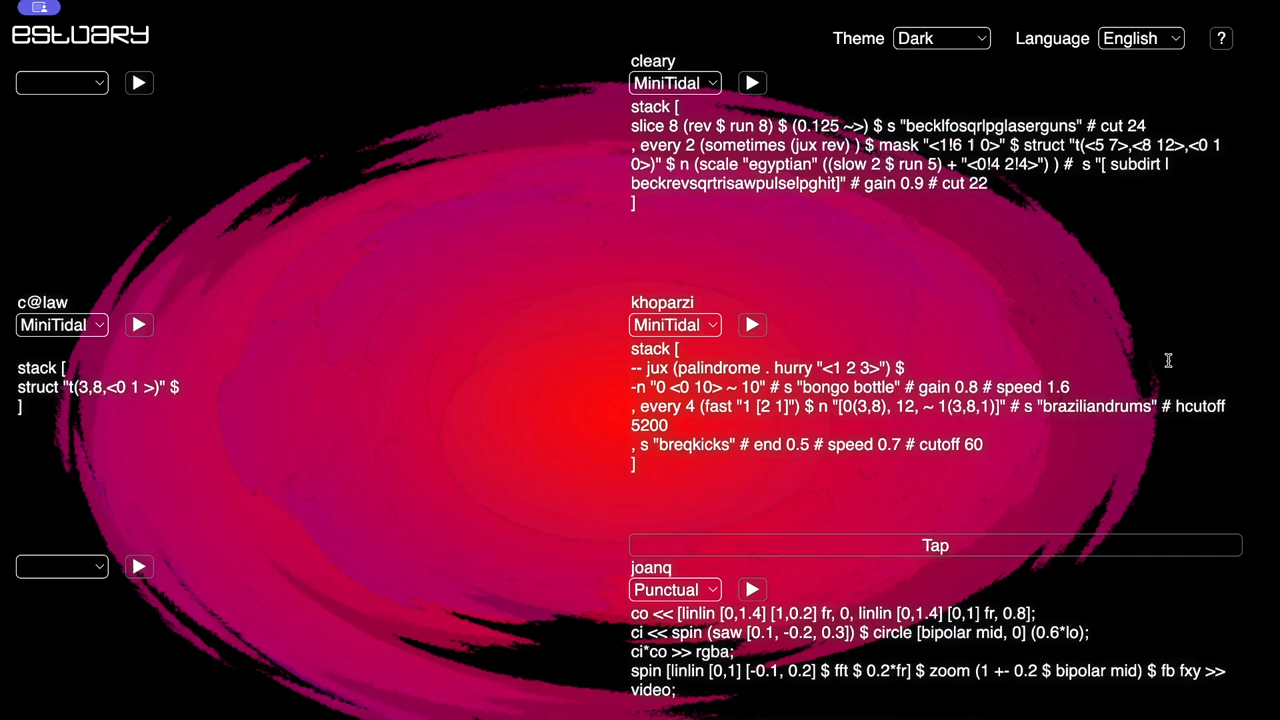 estuary
Theme Dark Language English ?
cleary
MiniTidal
stack [
slice 8 (rev $ run 8) $ (0.125 ~>) $ s "becklfosqrlpglaserguns" # cut 24
, every 2 (sometimes (jux rev) ) $ mask "<1!6 1 0>" $ struct "t(<5 7>,<8 12>,<0 1
0>)" $ n (scale "egyptian" ((slow 2 $ run 5) + "<0!4 2!4>") ) # s "[ subdirt |
beckrevsqrtrisawpulselpghit]" # gain 0.9 # cut 22
]
c@law
MiniTidal
stack [
struct "t(3,8,<0 1 >)" $
]
khoparzi
MiniTidal
stack [
-- jux (palindrome . hurry "<1 2 3>") $
-n "0 <0 10> ~ 10" # s "bongo bottle" # gain 0.8 # speed 1.6
, every 4 (fast "1 [2 1]") $ n "[0(3,8), 12, ~ 1(3,8,1)]" # s "braziliandrums" # hcutoff
5200
, s "breqkicks" # end 0.5 # speed 0.7 # cutoff 60
]
Tap
joanq
Punctual
co << [linlin [0,1.4] [1,0.2] fr, 0, linlin [0,1.4] [0,1] fr, 0.8];
ci << spin (saw [0.1, -0.2, 0.3]) $ circle [bipolar mid, 0] (0.6*lo);
ci*co >> rgba;
spin [linlin [0,1] [-0.1, 0.2] $ fft $ 0.2*fr] $ zoom (1 +- 0.2 $ bipolar mid) $ fb fxy >>
video;